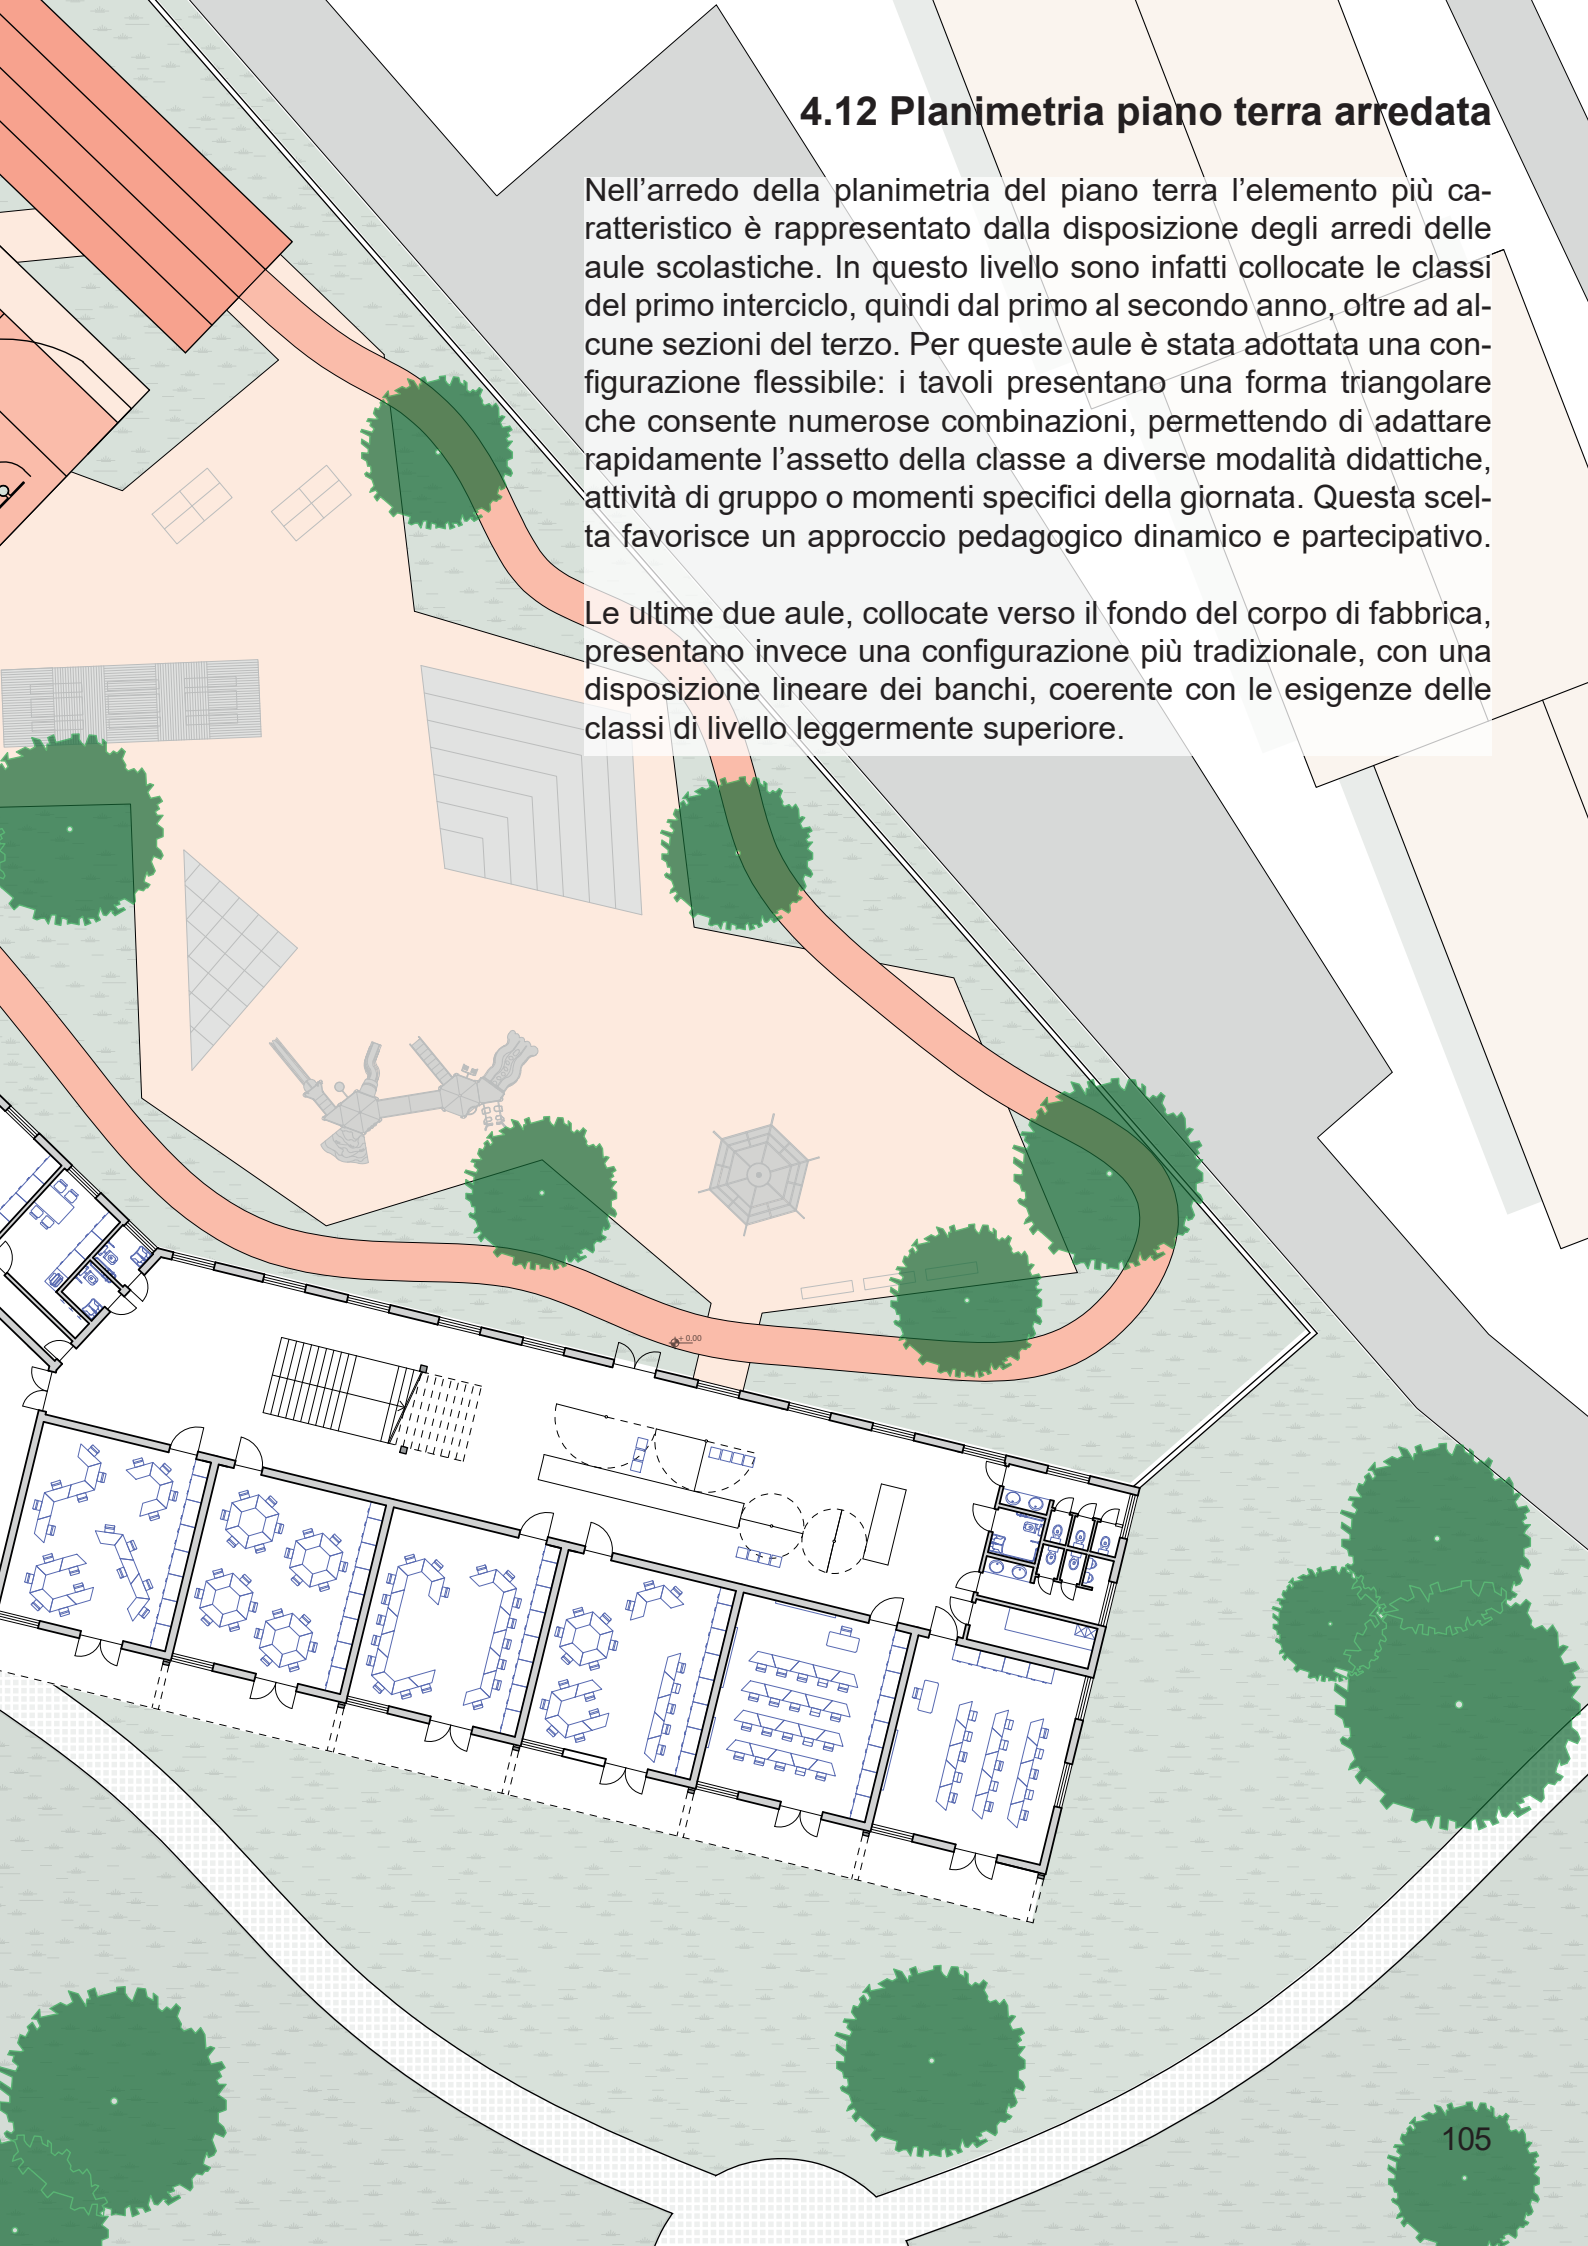 4.12 Planimetria piano terra arredata
Nell’arredo della planimetria del piano terra l’elemento più ca-
ratteristico è rappresentato dalla disposizione degli arredi delle
aule scolastiche. In questo livello sono infatti collocate le classi
del primo interciclo, quindi dal primo al secondo anno, oltre ad al-
cune sezioni del terzo. Per queste aule è stata adottata una con-
figurazione flessibile: i tavoli presentano una forma triangolare
che consente numerose combinazioni, permettendo di adattare
rapidamente l’assetto della classe a diverse modalità didattiche,
attività di gruppo o momenti specifici della giornata. Questa scel-
ta favorisce un approccio pedagogico dinamico e partecipativo.
Le ultime due aule, collocate verso il fondo del corpo di fabbrica,
presentano invece una configurazione più tradizionale, con una
disposizione lineare dei banchi, coerente con le esigenze delle
classi di livello leggermente superiore.
+ 0.00
105